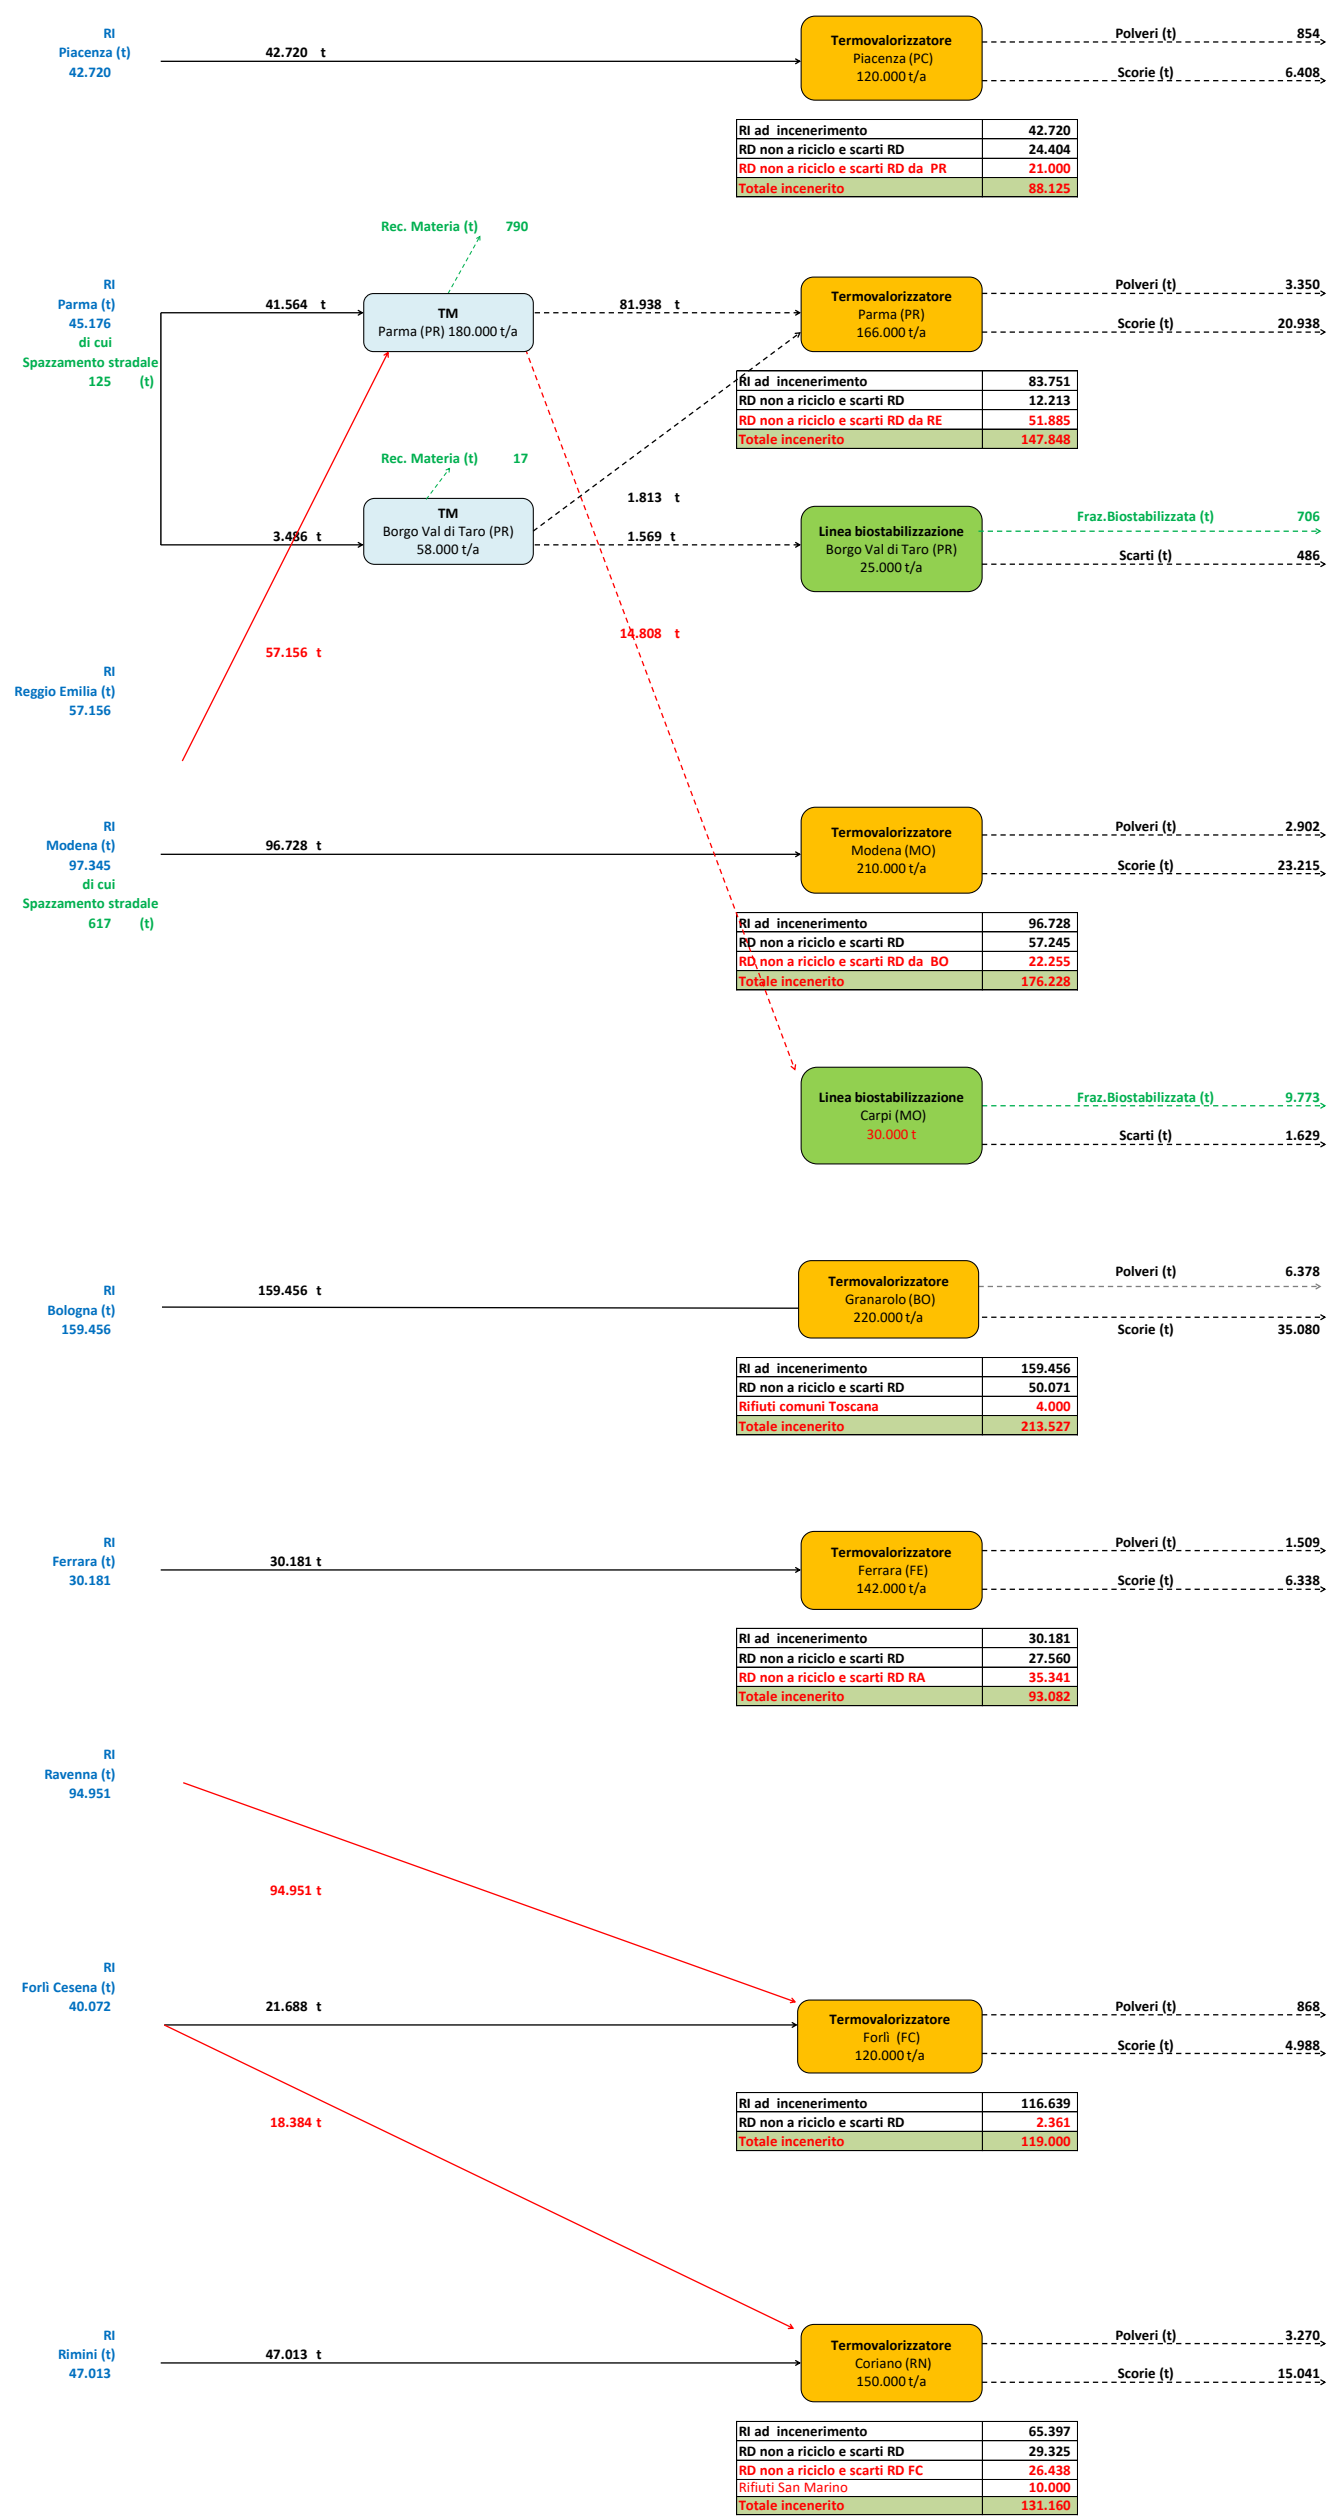 RI
Piacenza (t)
42.720
42.720 t
Termovalorizzatore
Piacenza (PC)
120.000 t/a
Polveri (t) 854
Scorie (t) 6.408
RI ad incenerimento 42.720
RD non a riciclo e scarti RD 24.404
RD non a riciclo e scarti RD da PR 21.000
Totale incenerito 88.125
Rec. Materia (t) 790
RI
Parma (t)
45.176
di cui
Spazzamento stradale
125 (t)
41.564 t
TM
Parma (PR) 180.000 t/a
81.938 t
Termovalorizzatore
Parma (PR)
166.000 t/a
Polveri (t) 3.350
Scorie (t) 20.938
RI ad incenerimento 83.751
RD non a riciclo e scarti RD 12.213
RD non a riciclo e scarti RD da RE 51.885
Totale incenerito 147.848
Rec. Materia (t) 17
3.486 t
TM
Borgo Val di Taro (PR)
58.000 t/a
1.813 t
1.569 t
Linea biostabilizzazione
Borgo Val di Taro (PR)
25.000 t/a
Fraz.Biostabilizzata (t) 706
Scarti (t) 486
14.808 t
57.156 t
RI
Reggio Emilia (t)
57.156
RI
Modena (t)
97.345
di cui
Spazzamento stradale
617 (t)
96.728 t
Termovalorizzatore
Modena (MO)
210.000 t/a
Polveri (t) 2.902
Scorie (t) 23.215
RI ad incenerimento 96.728
RD non a riciclo e scarti RD 57.245
RD non a riciclo e scarti RD da BO 22.255
Totale incenerito 176.228
Linea biostabilizzazione
Carpi (MO)
30.000 t
Fraz.Biostabilizzata (t) 9.773
Scarti (t) 1.629
RI
Bologna (t)
159.456
159.456 t
Termovalorizzatore
Granarolo (BO)
220.000 t/a
Polveri (t) 6.378
Scorie (t) 35.080
RI ad incenerimento 159.456
RD non a riciclo e scarti RD 50.071
Rifiuti comuni Toscana 4.000
Totale incenerito 213.527
RI
Ferrara (t)
30.181
30.181 t
Termovalorizzatore
Ferrara (FE)
142.000 t/a
Polveri (t) 1.509
Scorie (t) 6.338
RI ad incenerimento 30.181
RD non a riciclo e scarti RD 27.560
RD non a riciclo e scarti RD RA 35.341
Totale incenerito 93.082
RI
Ravenna (t)
94.951
94.951 t
RI
Forlì Cesena (t)
40.072
21.688 t
Termovalorizzatore
Forlì (FC)
120.000 t/a
Polveri (t) 868
Scorie (t) 4.988
RI ad incenerimento 116.639
RD non a riciclo e scarti RD 2.361
Totale incenerito 119.000
18.384 t
RI
Rimini (t)
47.013
47.013 t
Termovalorizzatore
Coriano (RN)
150.000 t/a
Polveri (t) 3.270
Scorie (t) 15.041
RI ad incenerimento 65.397
RD non a riciclo e scarti RD 29.325
RD non a riciclo e scarti RD FC 26.438
Rifiuti San Marino 10.000
Totale incenerito 131.160